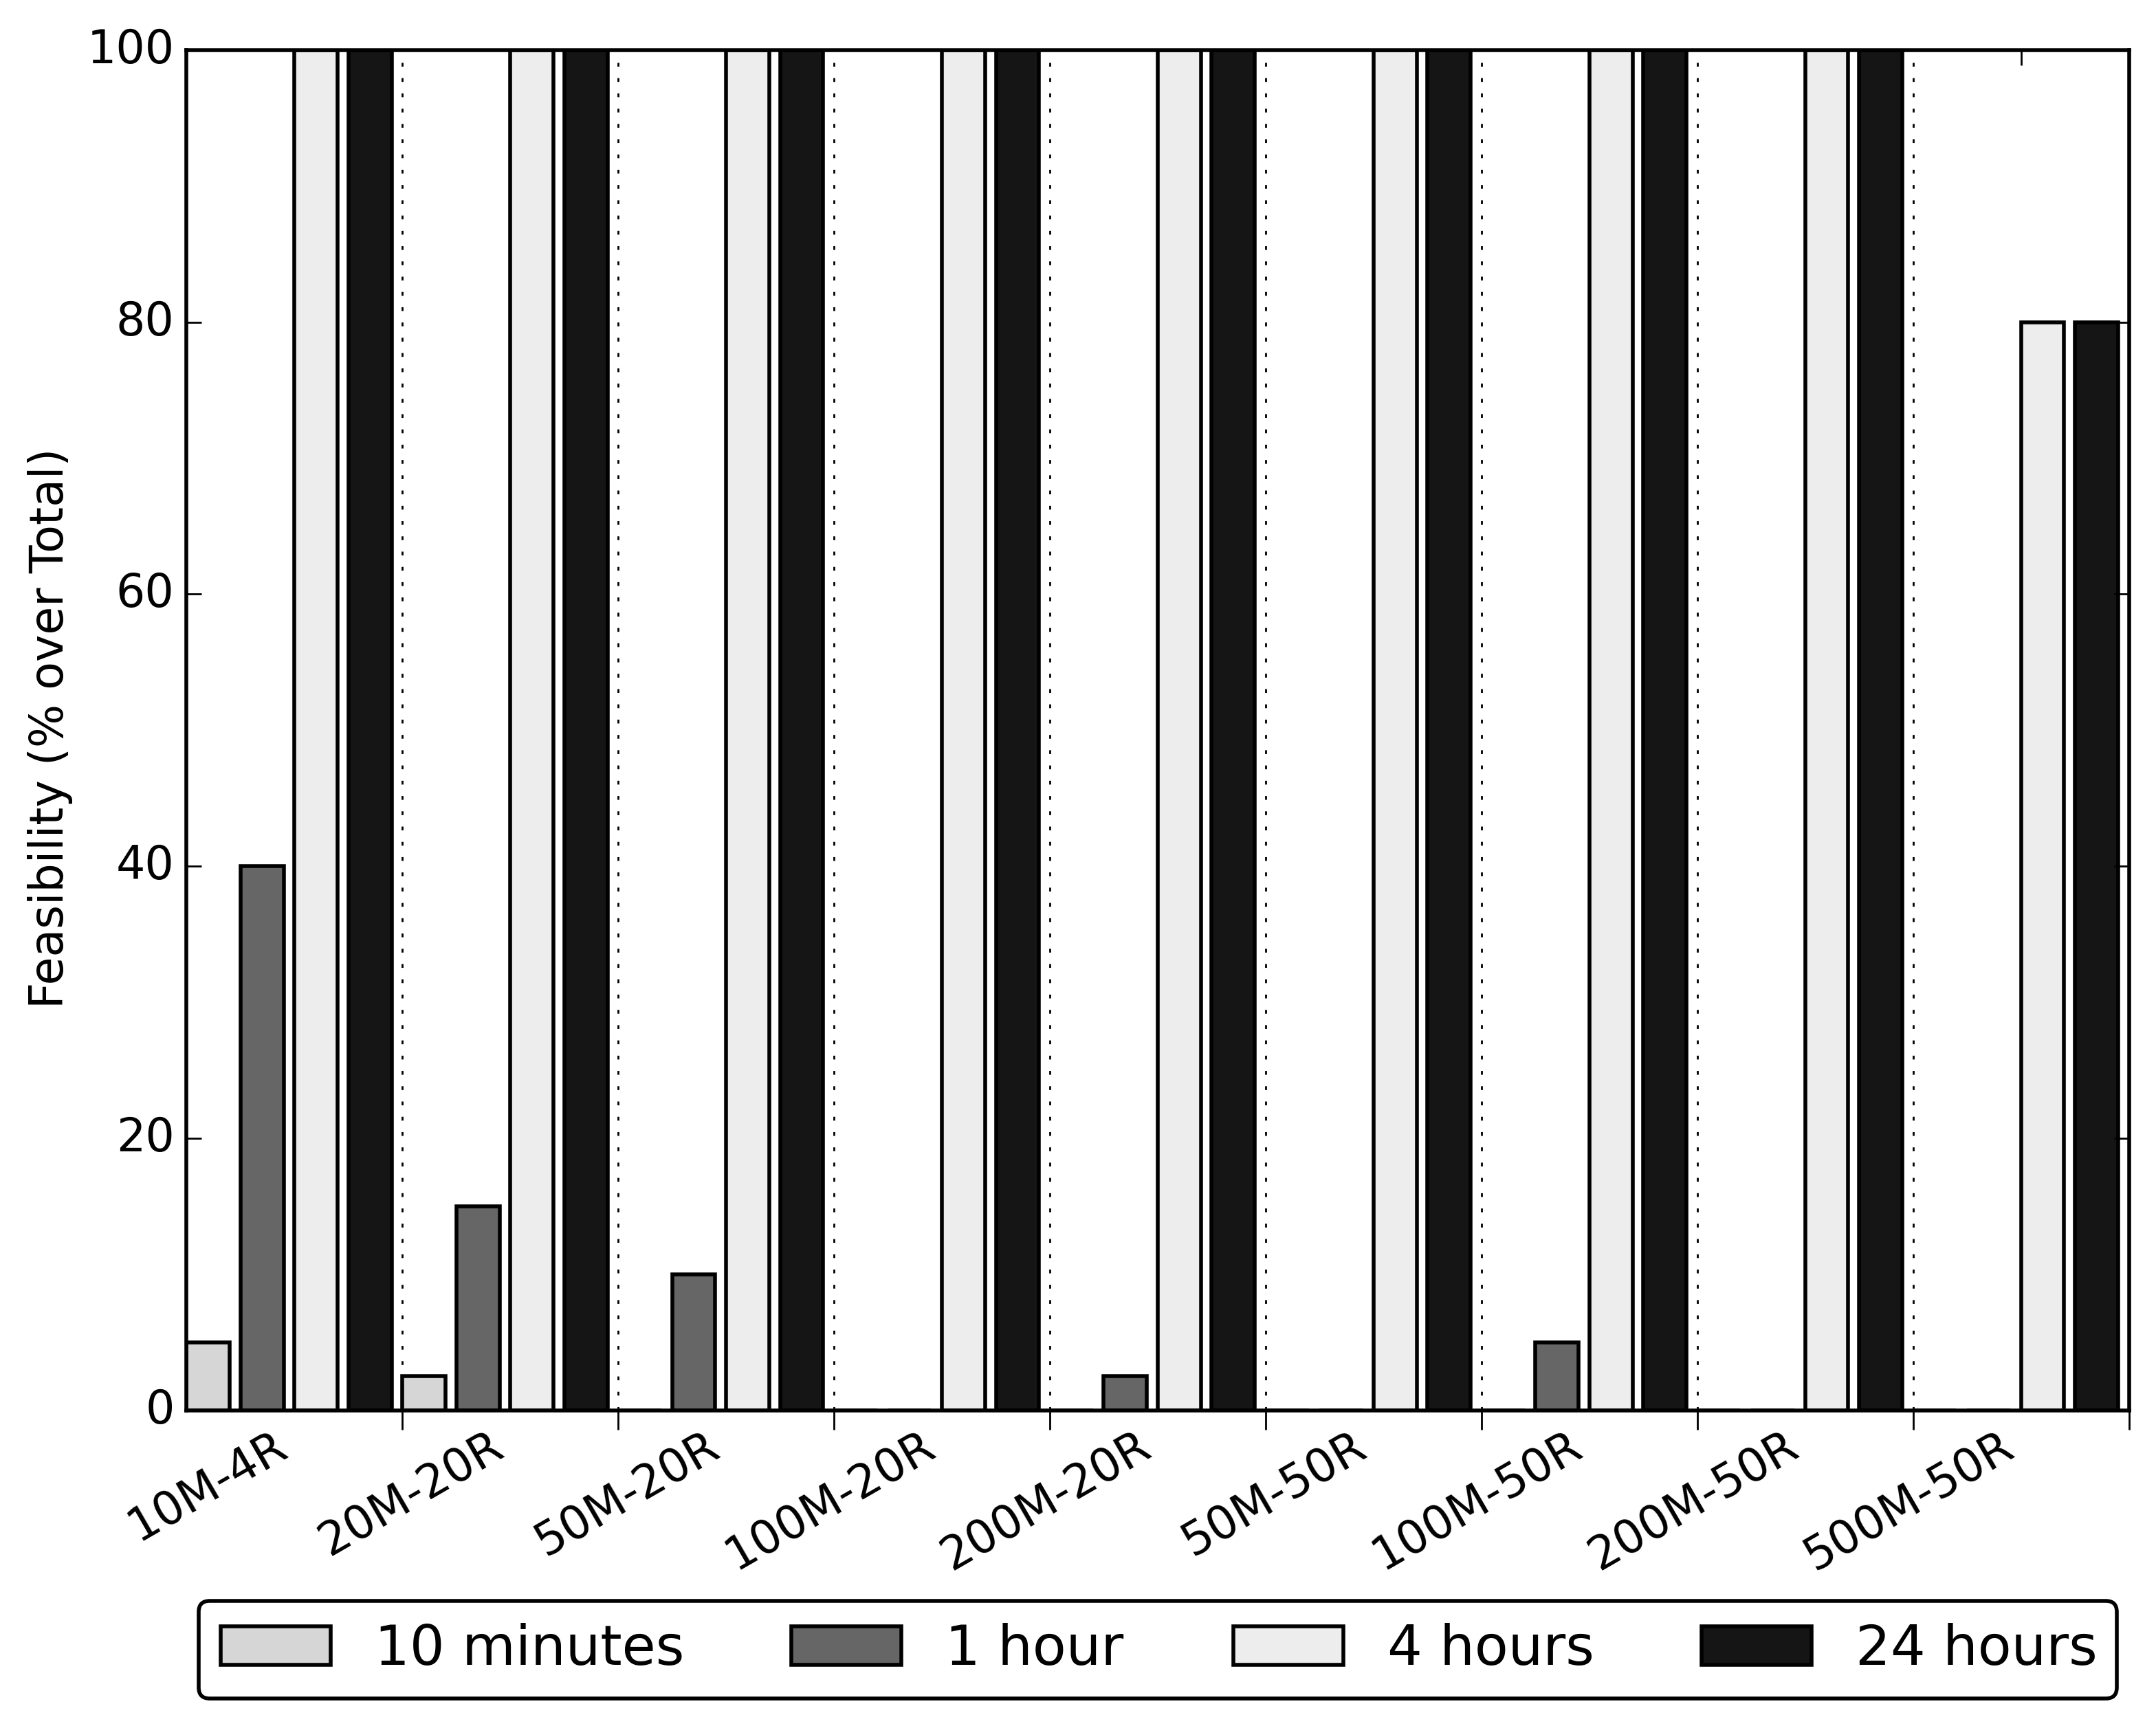 Feasibility (% over Total)
100
80
60
40
20
0
10M-4R
20M-20R
50M-20R
100M-20R
200M-20R
50M-50R
100M-50R
200M-50R
500M-50R
10 minutes 1 hour 4 hours 24 hours